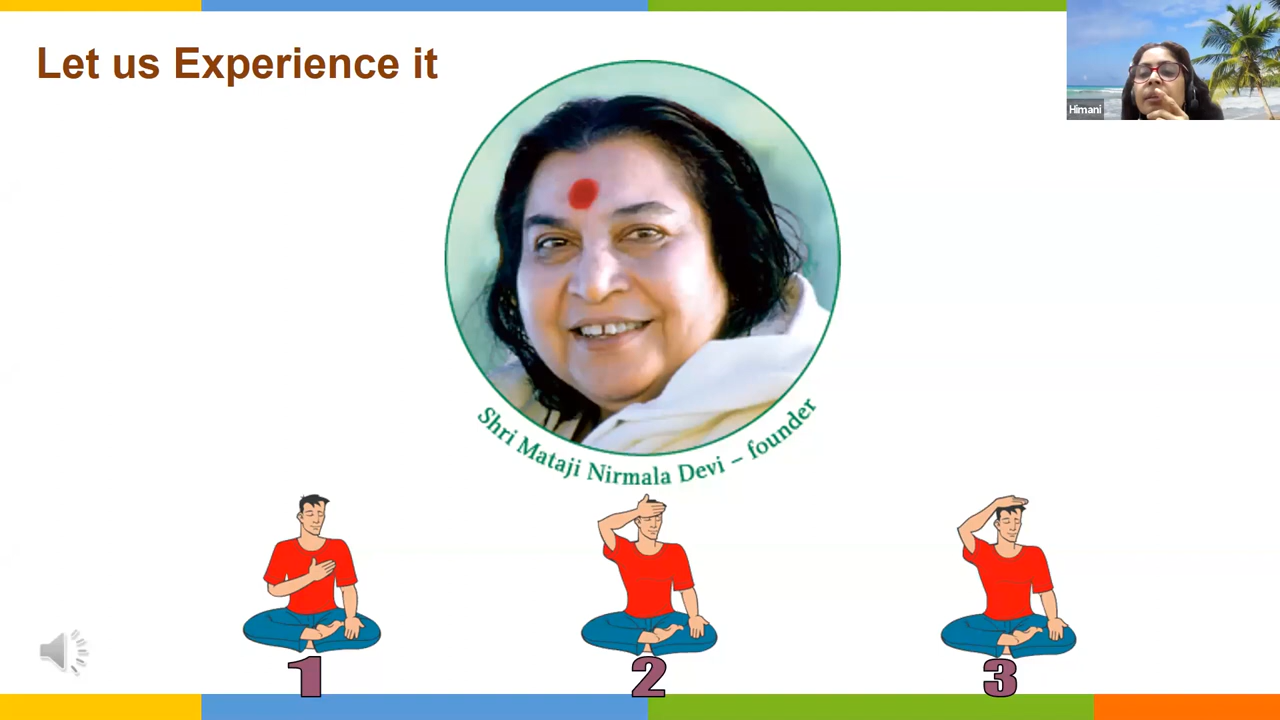 Let us Experience it
Himani
Shri Mataji Nirmala Devi – founder
1 2 3